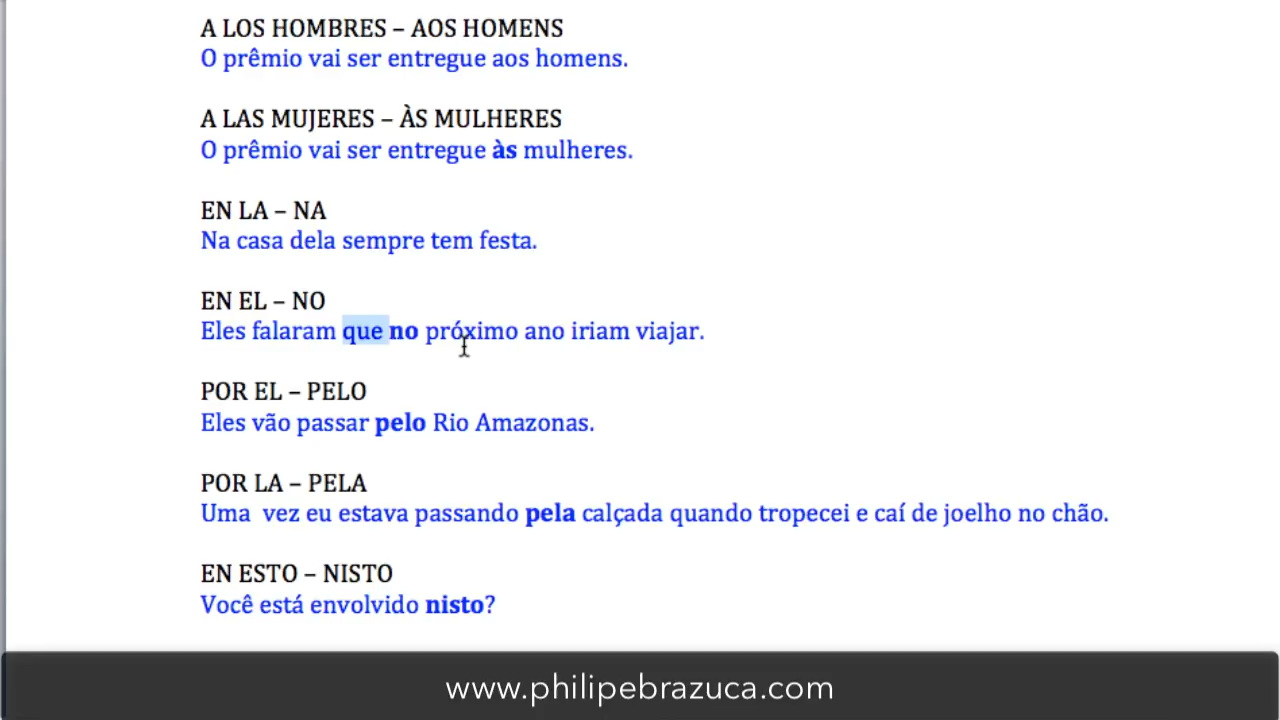 A LOS HOMBRES – AOS HOMENS
O prêmio vai ser entregue aos homens.
A LAS MUJERES – ÀS MULHERES
O prêmio vai ser entregue às mulheres.
EN LA – NA
Na casa dela sempre tem festa.
EN EL – NO
Eles falaram que no próximo ano iriam viajar.
POR EL – PELO
Eles vão passar pelo Rio Amazonas.
POR LA – PELA
Uma  vez eu estava passando pela calçada quando tropecei e caí de joelho no chão.
EN ESTO – NISTO
Você está envolvido nisto?
www.philipebrazuca.com